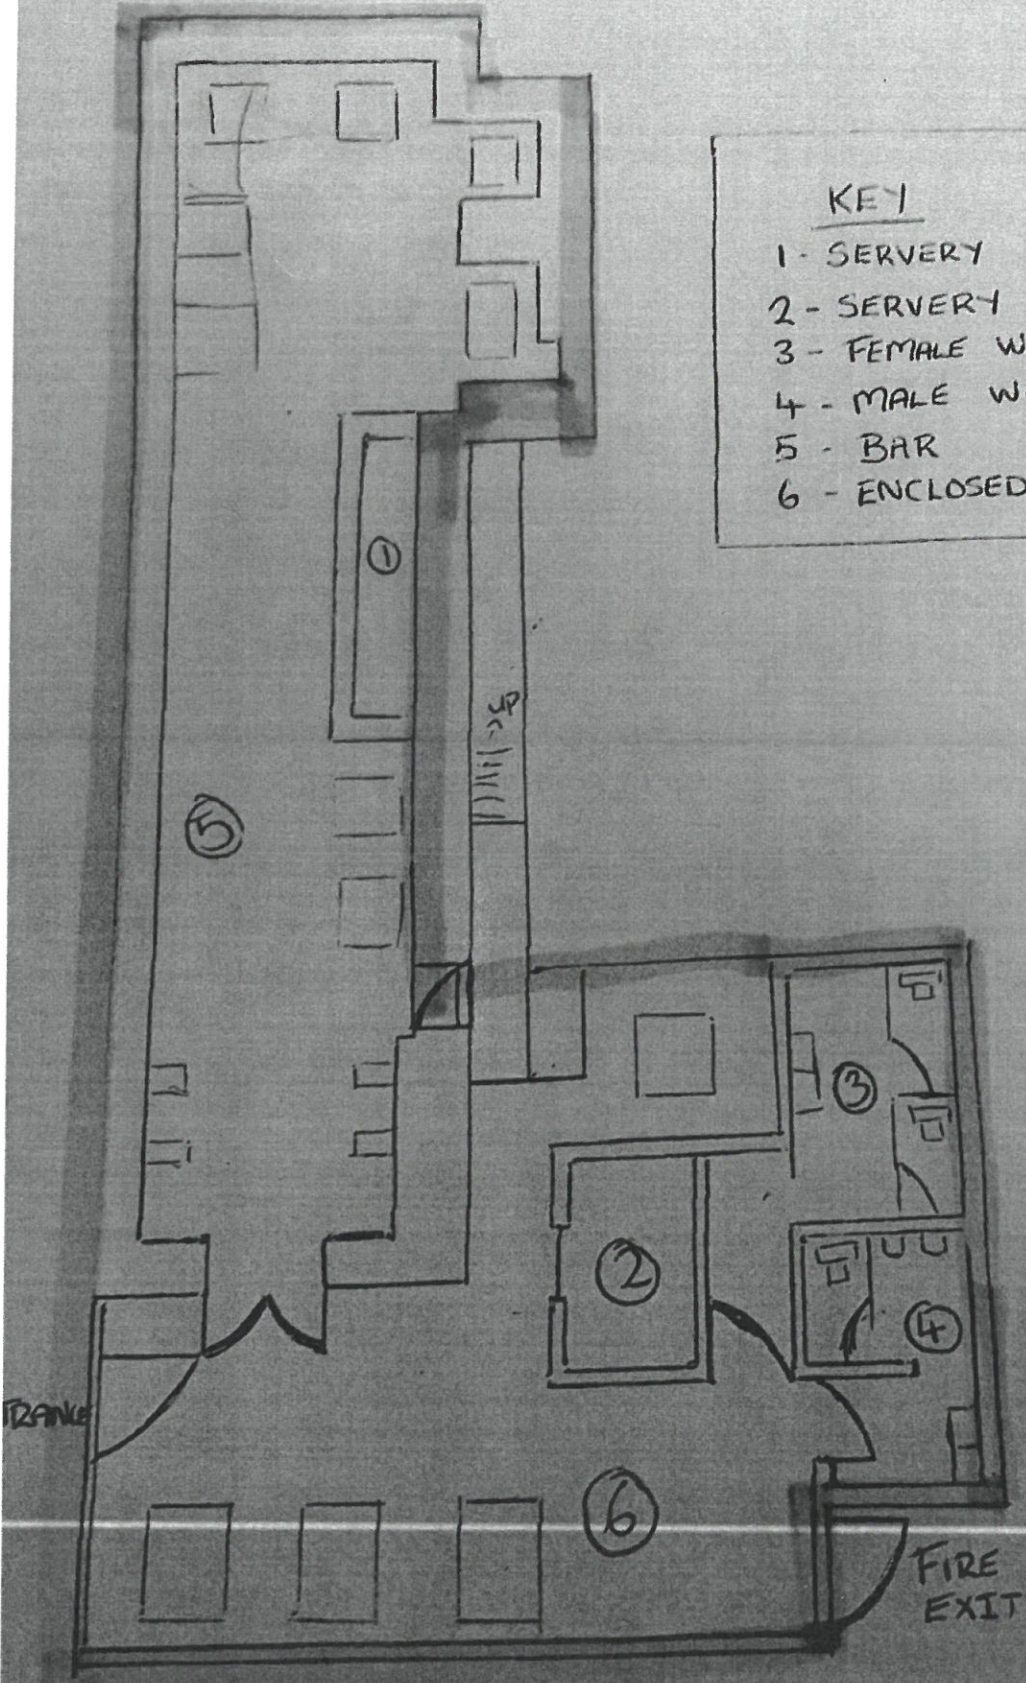 KEY
1 - SERVERY
2 - SERVERY
3 - FEMALE W
4 - MALE W
5 - BAR
6 - ENCLOSED
1
UP
5
3
2
4
TRANCE
6
FIRE
EXIT